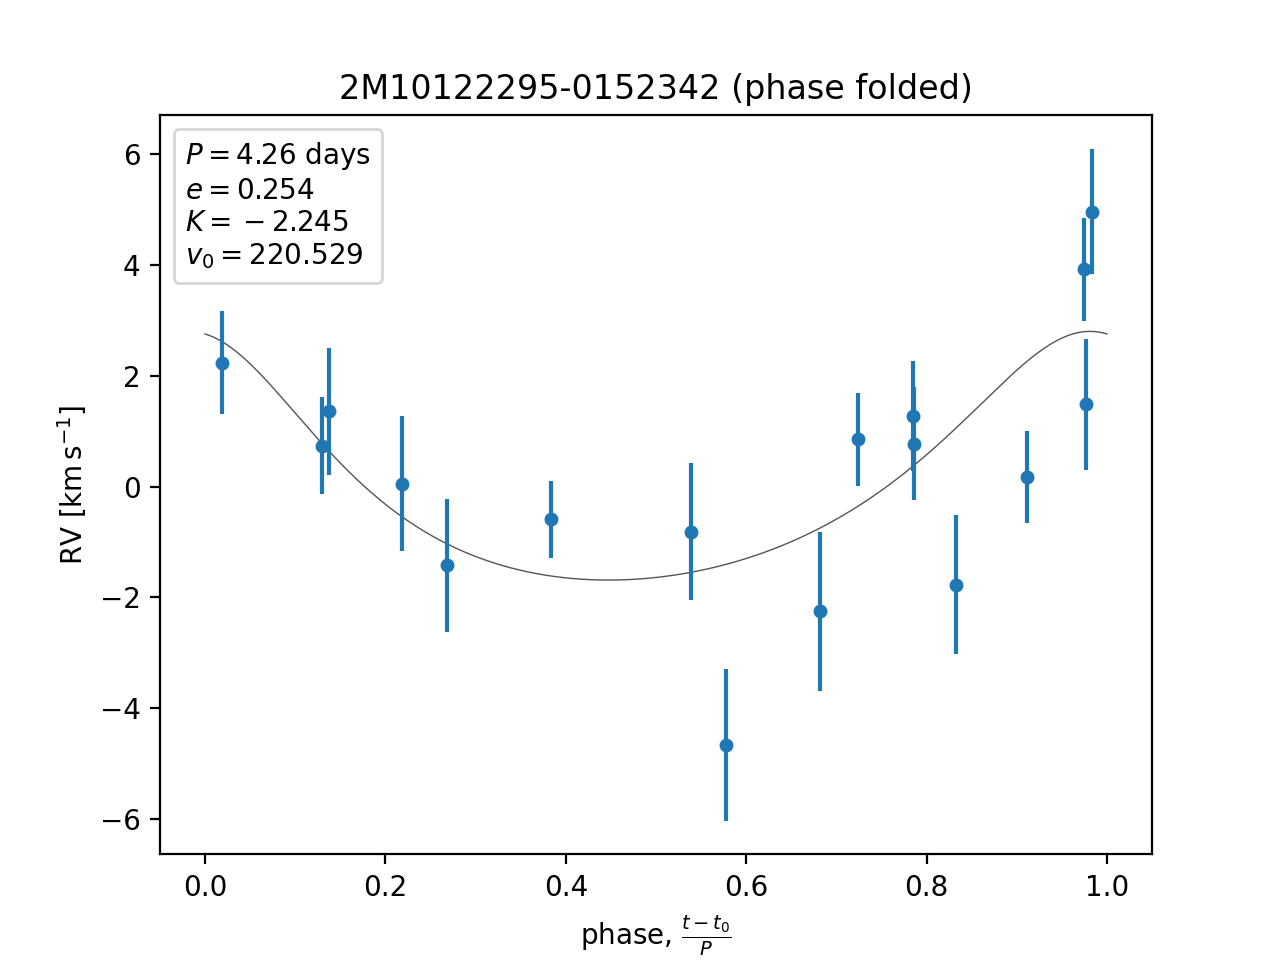 2M10122295-0152342 (phase folded)
P = 4.26 days
e = 0.254
K = −2.245
v₀ = 220.529
6
4
2
0
−2
−4
−6
RV [km s⁻¹]
0.0 0.2 0.4 0.6 0.8 1.0
phase, (t − t₀)/P